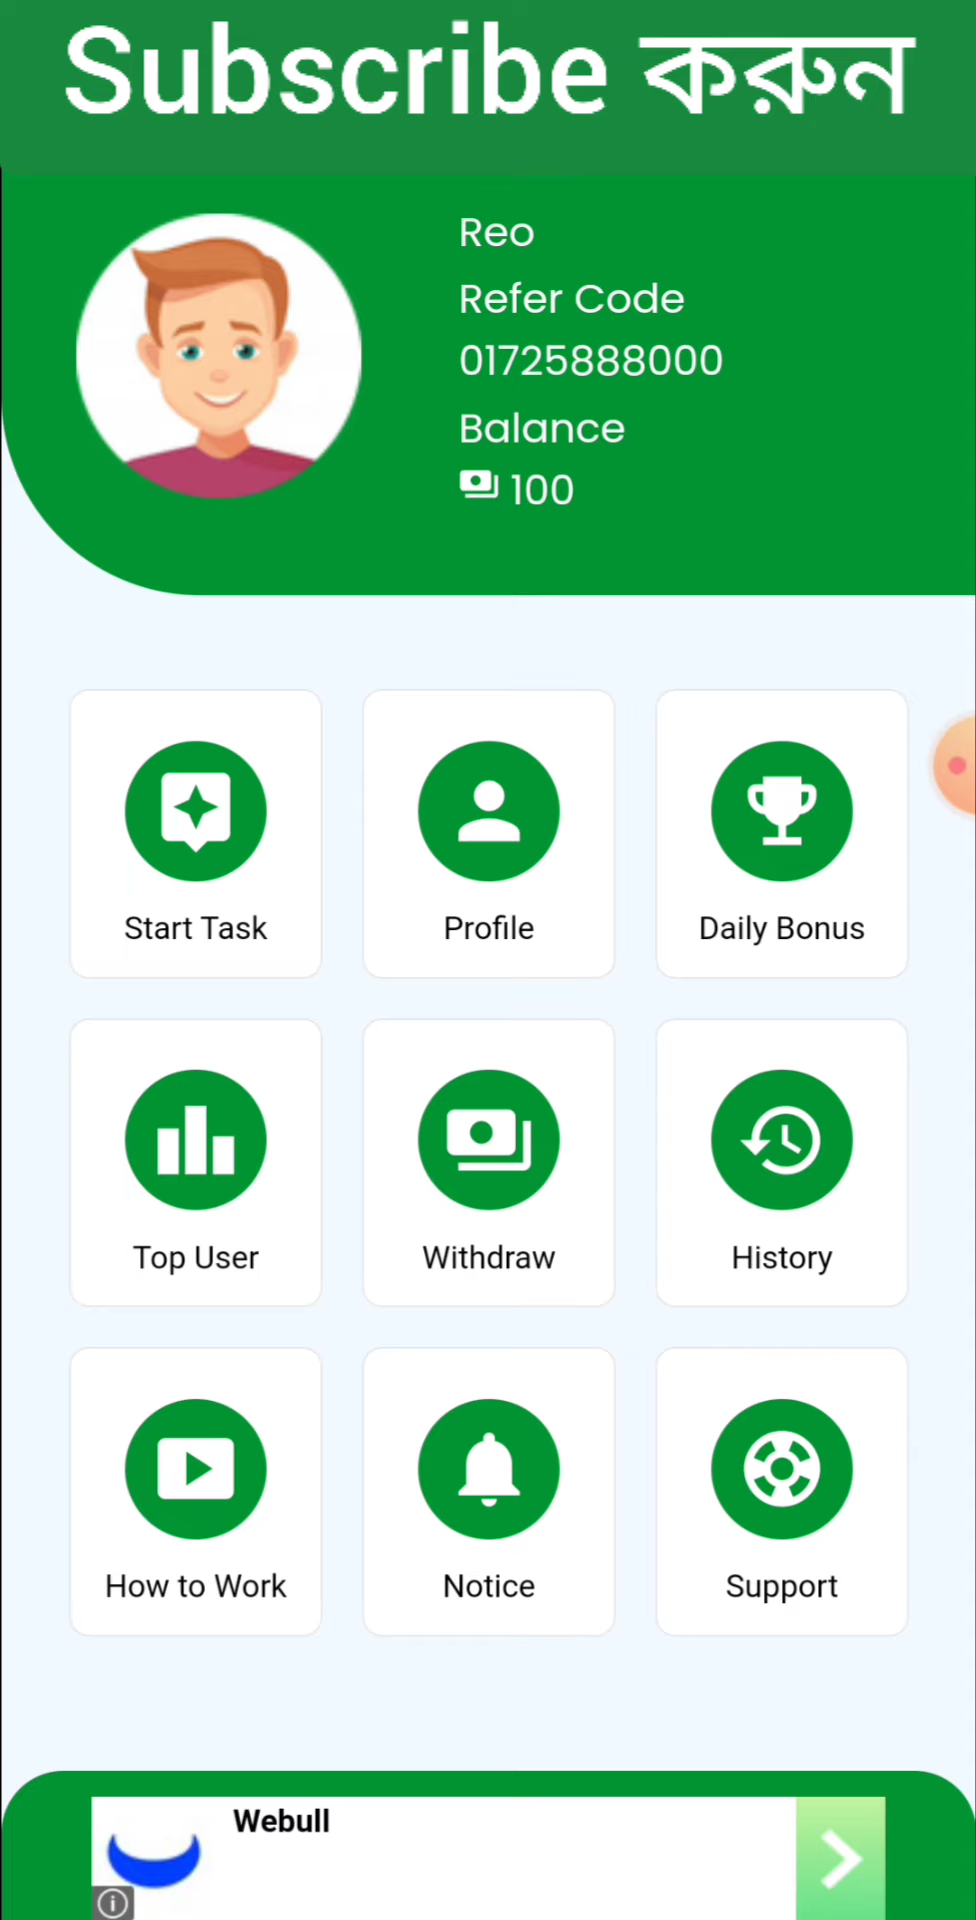 Subscribe করুন
Reo
Refer Code
01725888000
Balance
100
Start Task
Profile
Daily Bonus
Top User
Withdraw
History
How to Work
Notice
Support
Webull